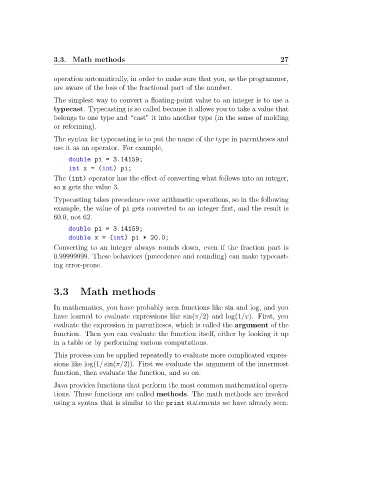 3.3. Math methods 27
operation automatically, in order to make sure that you, as the programmer,
are aware of the loss of the fractional part of the number.
The simplest way to convert a floating-point value to an integer is to use a
typecast. Typecasting is so called because it allows you to take a value that
belongs to one type and “cast” it into another type (in the sense of molding
or reforming).
The syntax for typecasting is to put the name of the type in parentheses and
use it as an operator. For example,
double pi = 3.14159;
int x = (int) pi;
The (int) operator has the effect of converting what follows into an integer,
so x gets the value 3.
Typecasting takes precedence over arithmetic operations, so in the following
example, the value of pi gets converted to an integer first, and the result is
60.0, not 62.
double pi = 3.14159;
double x = (int) pi * 20.0;
Converting to an integer always rounds down, even if the fraction part is
0.99999999. These behaviors (precedence and rounding) can make typecast-
ing error-prone.
3.3 Math methods
In mathematics, you have probably seen functions like sin and log, and you
have learned to evaluate expressions like sin(π/2) and log(1/x). First, you
evaluate the expression in parentheses, which is called the argument of the
function. Then you can evaluate the function itself, either by looking it up
in a table or by performing various computations.
This process can be applied repeatedly to evaluate more complicated expres-
sions like log(1/sin(π/2)). First we evaluate the argument of the innermost
function, then evaluate the function, and so on.
Java provides functions that perform the most common mathematical opera-
tions. These functions are called methods. The math methods are invoked
using a syntax that is similar to the print statements we have already seen: